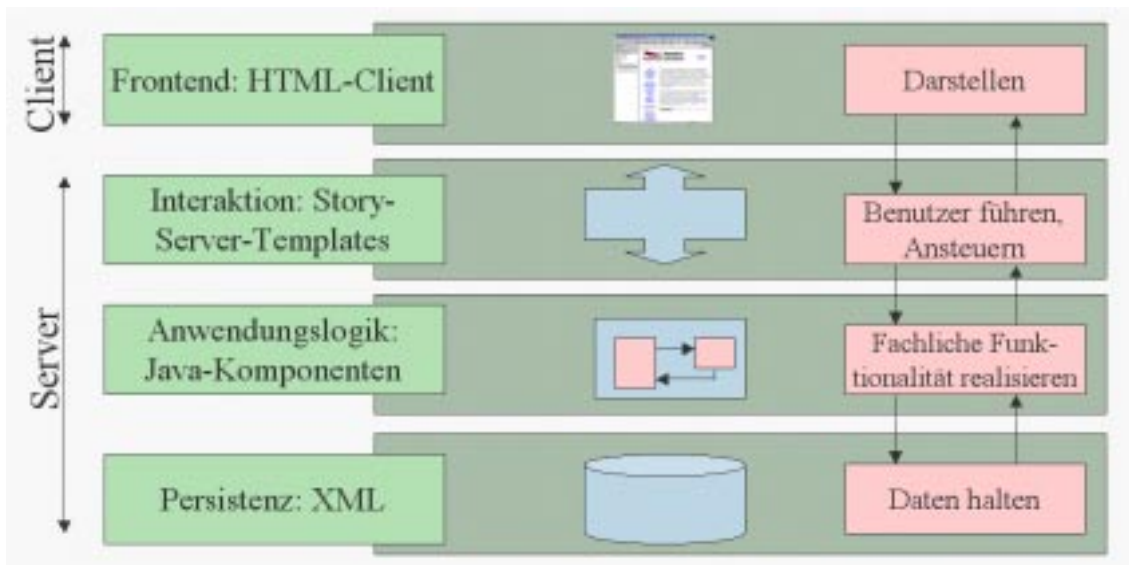 Client
Frontend: HTML-Client
Darstellen
Server
Interaktion: Story-
Server-Templates
Benutzer führen,
Ansteuern
Anwendungslogik:
Java-Komponenten
Fachliche Funk-
tionalität realisieren
Persistenz: XML
Daten halten